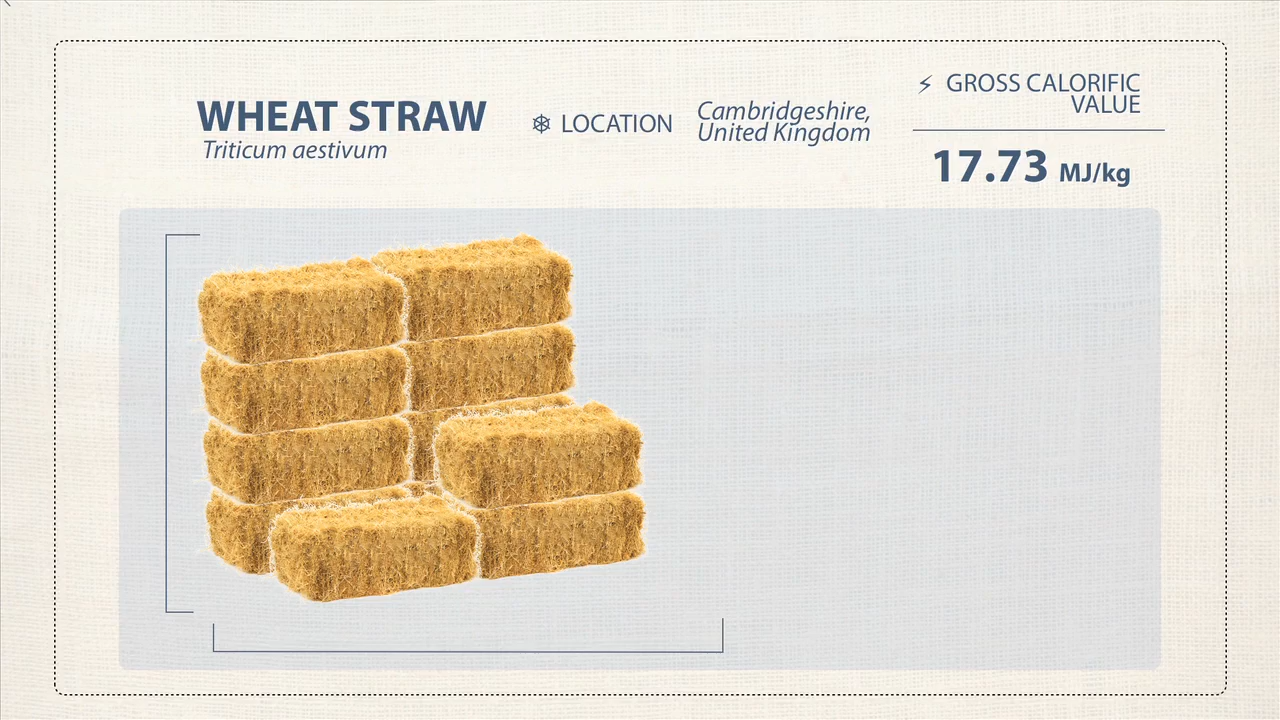 WHEAT STRAW
Triticum aestivum
LOCATION
Cambridgeshire,
United Kingdom
GROSS CALORIFIC
VALUE
17.73 MJ/kg